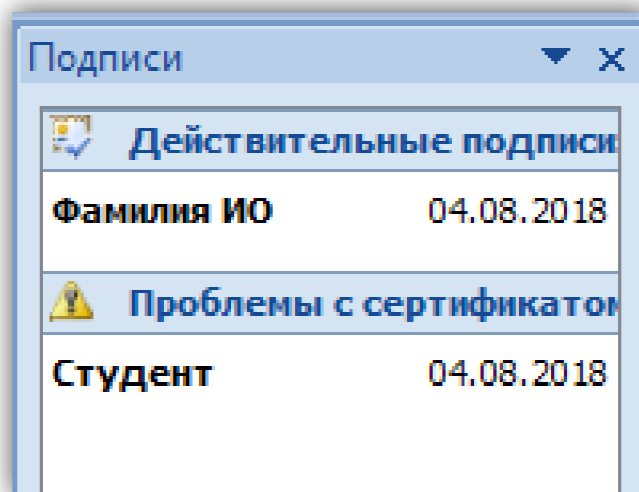 Подписи
Действительные подписи:
Фамилия ИО 04.08.2018
Проблемы с сертификатом
Студент 04.08.2018